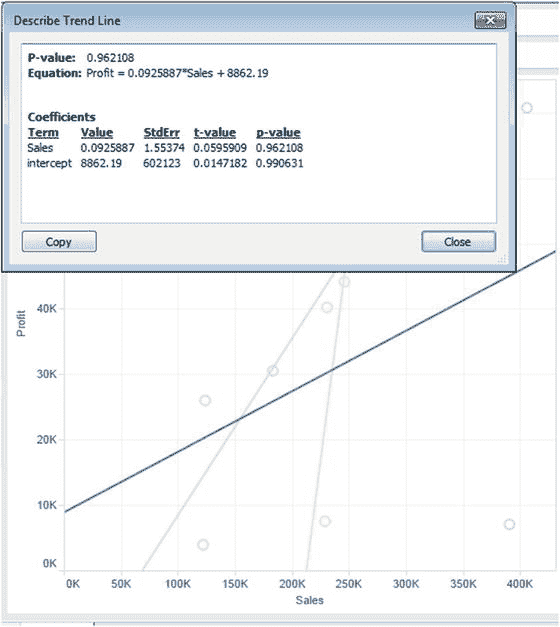 Describe Trend Line
P-value: 0.962108
Equation: Profit = 0.0925887*Sales + 8862.19
Coefficients
Term Value StdErr t-value p-value
Sales 0.0925887 1.55374 0.0595909 0.962108
intercept 8862.19 602123 0.0147182 0.990631
Copy Close
40K
30K
20K
10K
0K
Profit
0K 50K 100K 150K 200K 250K 300K 350K 400K
Sales